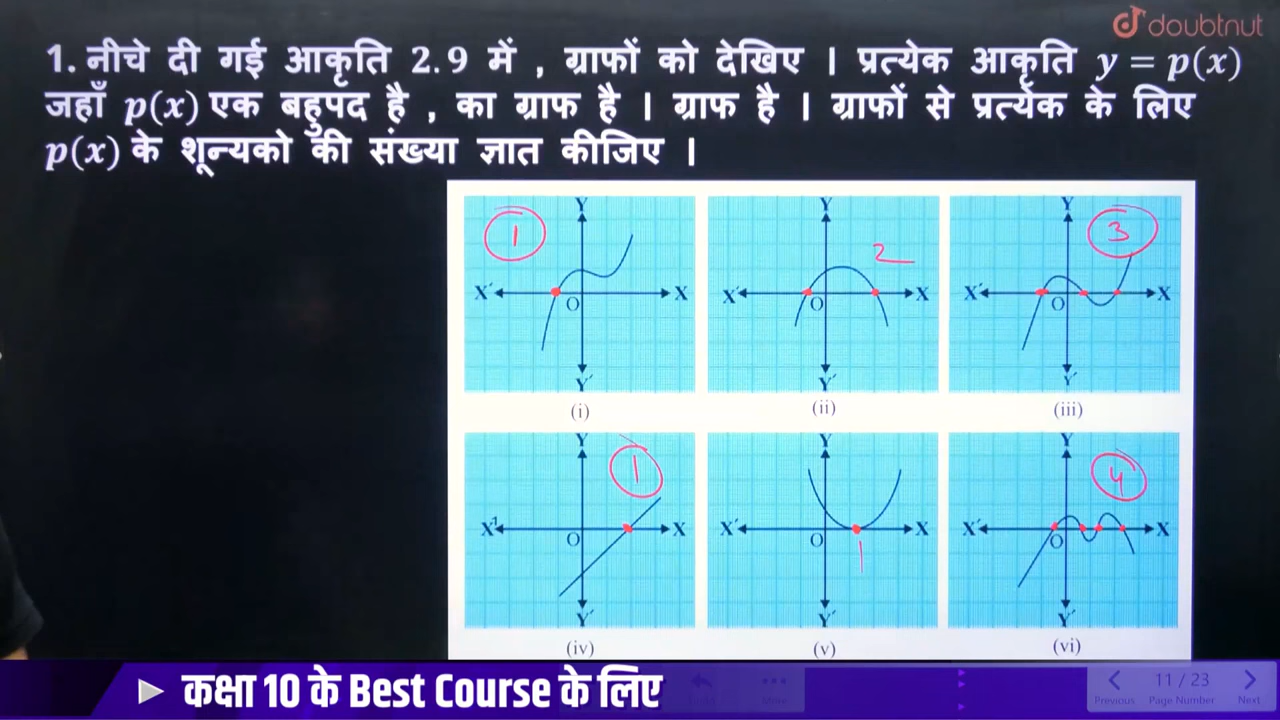 doubtnut
1. नीचे दी गई आकृति 2.9 में , ग्राफों को देखिए । प्रत्येक आकृति y = p(x)
जहाँ p(x) एक बहुपद है , का ग्राफ है । ग्राफ है । ग्राफों से प्रत्येक के लिए
p(x) के शून्यको की संख्या ज्ञात कीजिए ।
Y Y Y
1 2 3
X′ O X X′ O X X′ O X
Y′ Y′ Y′
(i) (ii) (iii)
Y Y Y
1 4
X′ O X X′ O X X′ O X
1
Y′ Y′ Y′
(iv) (v) (vi)
कक्षा 10 के Best Course के लिए
11 / 23
Previous Page Number Next